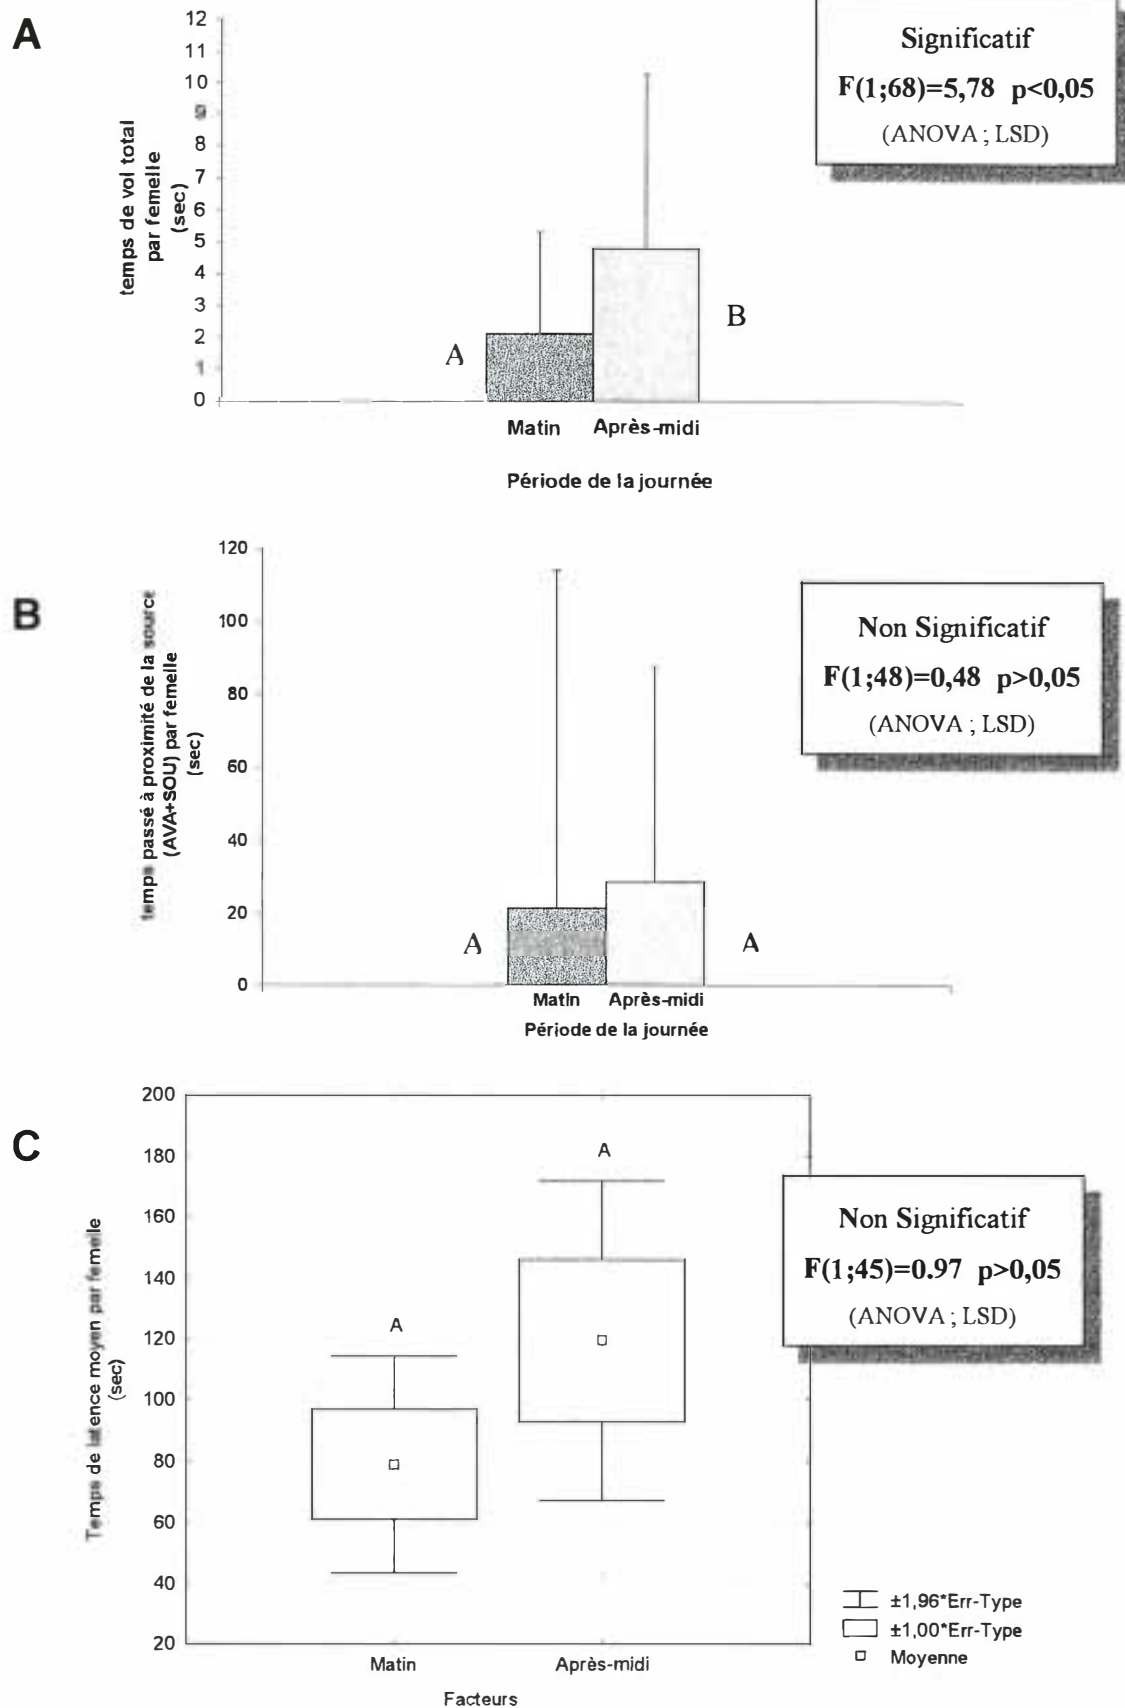 A
12
11
10
9
8
7
6
5
4
3
2
1
0
temps de vol total
par femelle
(sec)
A
B
Matin Après-midi
Période de la journée
Significatif
F(1;68)=5,78 p<0,05
(ANOVA ; LSD)
B
120
100
80
60
40
20
0
temps passé à proximité de la source
(AVA+SOU) par femelle
(sec)
A
A
Matin Après-midi
Période de la journée
Non Significatif
F(1;48)=0,48 p>0,05
(ANOVA ; LSD)
C
200
180
160
140
120
100
80
60
40
20
Temps de latence moyen par femelle
(sec)
A
A
Matin Après-midi
Facteurs
Non Significatif
F(1;45)=0.97 p>0,05
(ANOVA ; LSD)
±1,96*Err-Type
±1,00*Err-Type
Moyenne